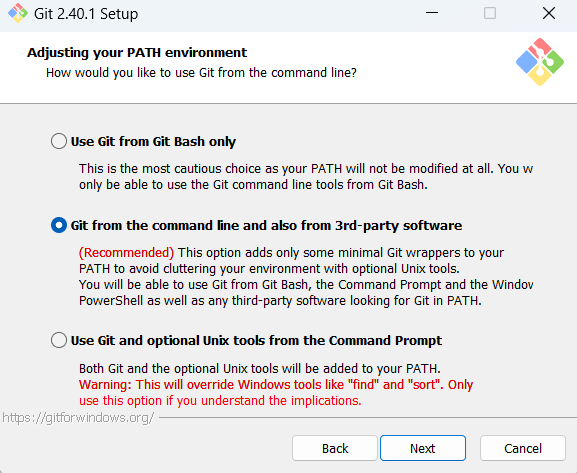 Git 2.40.1 Setup
Adjusting your PATH environment
How would you like to use Git from the command line?
Use Git from Git Bash only
This is the most cautious choice as your PATH will not be modified at all. You w
only be able to use the Git command line tools from Git Bash.
Git from the command line and also from 3rd-party software
(Recommended) This option adds only some minimal Git wrappers to your
PATH to avoid cluttering your environment with optional Unix tools.
You will be able to use Git from Git Bash, the Command Prompt and the Window
PowerShell as well as any third-party software looking for Git in PATH.
Use Git and optional Unix tools from the Command Prompt
Both Git and the optional Unix tools will be added to your PATH.
Warning: This will override Windows tools like "find" and "sort". Only
use this option if you understand the implications.
https://gitforwindows.org/
Back
Next
Cancel